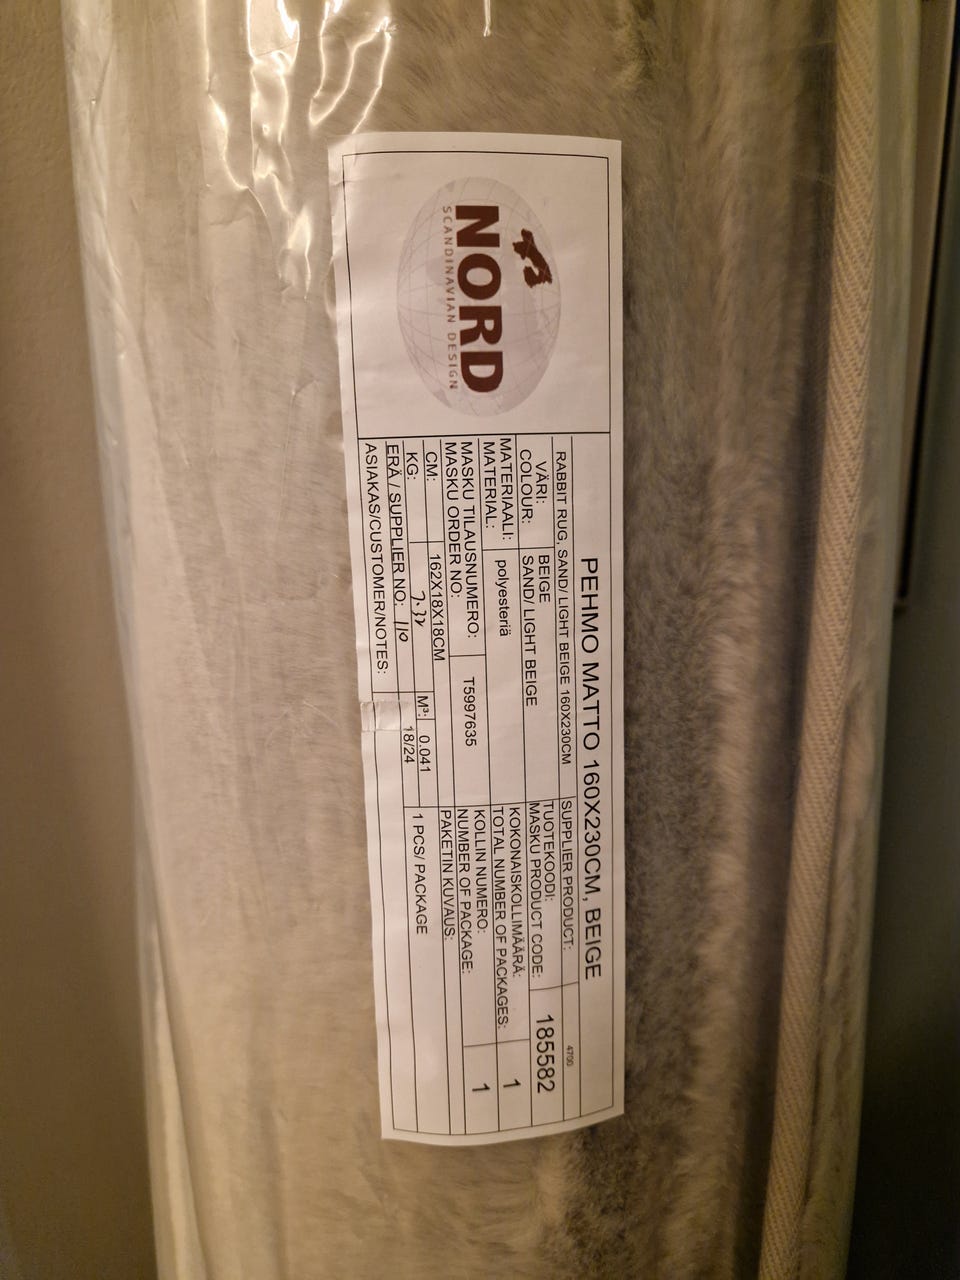 NORD
SCANDINAVIAN DESIGN
PEHMO MATTO 160X230CM, BEIGE
RABBIT RUG, SAND/ LIGHT BEIGE 160X230CM
SUPPLIER PRODUCT: 4700
VÄRI: BEIGE
COLOUR: SAND/ LIGHT BEIGE
TUOTEKOODI:
MASKU PRODUCT CODE: 185582
MATERIAALI:
MATERIAL: polyesteriä
KOKONAISKOLLIMÄÄRÄ:
TOTAL NUMBER OF PACKAGES: 1
MASKU TILAUSNUMERO:
MASKU ORDER NO: T5997635
KOLLIN NUMERO:
NUMBER OF PACKAGE: 1
CM: 162X18X18CM
PAKETIN KUVAUS:
KG: M³: 0.041
1 PCS/ PACKAGE
ERÄ / SUPPLIER NO: 110 18/24
ASIAKAS/CUSTOMER/NOTES: